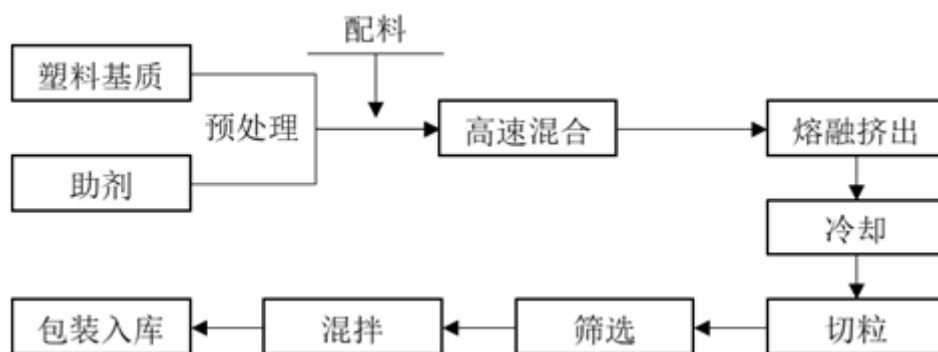 配料
塑料基质
预处理
助剂
高速混合
熔融挤出
冷却
包装入库
混拌
筛选
切粒